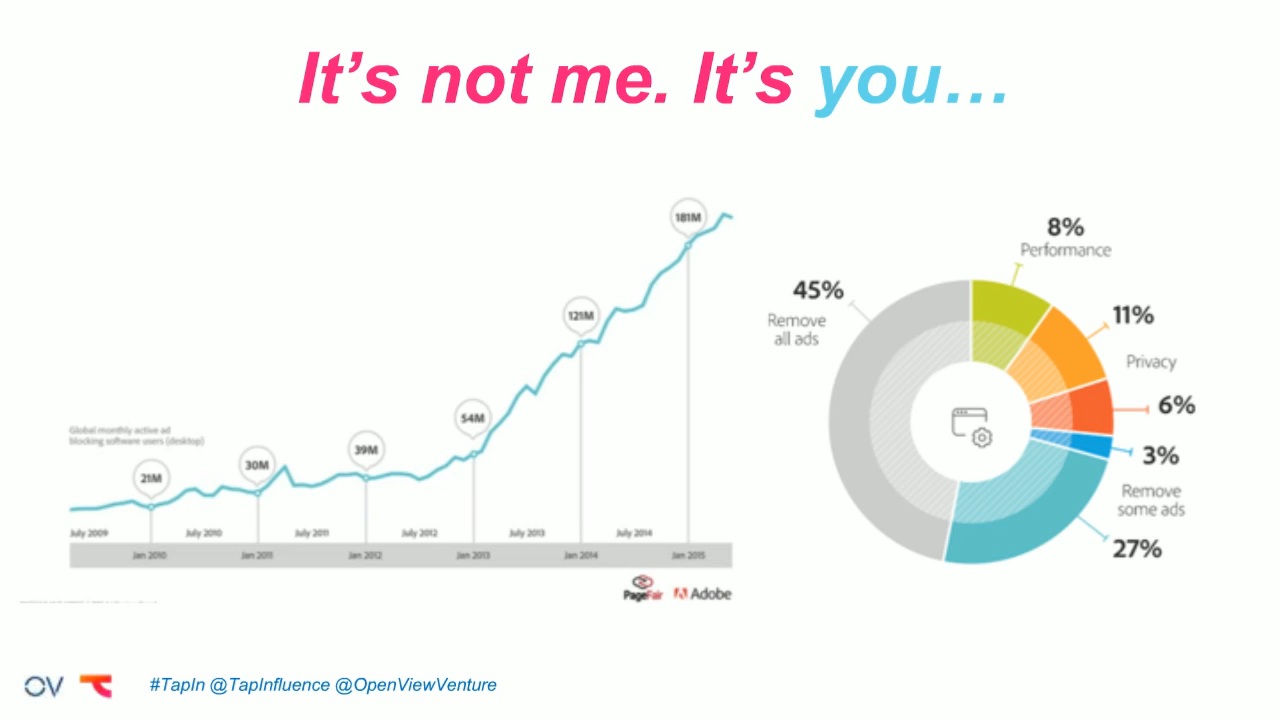 It's not me. It's you...
Global monthly active ad
blocking software users (desktop)
21M
30M
39M
54M
121M
181M
July 2009
July 2010
July 2011
July 2012
July 2013
July 2014
Jan 2010
Jan 2011
Jan 2012
Jan 2013
Jan 2014
Jan 2015
PageFair
Adobe
8%
Performance
45%
Remove
all ads
11%
Privacy
6%
3%
Remove
some ads
27%
OV
#TapIn @TapInfluence @OpenViewVenture